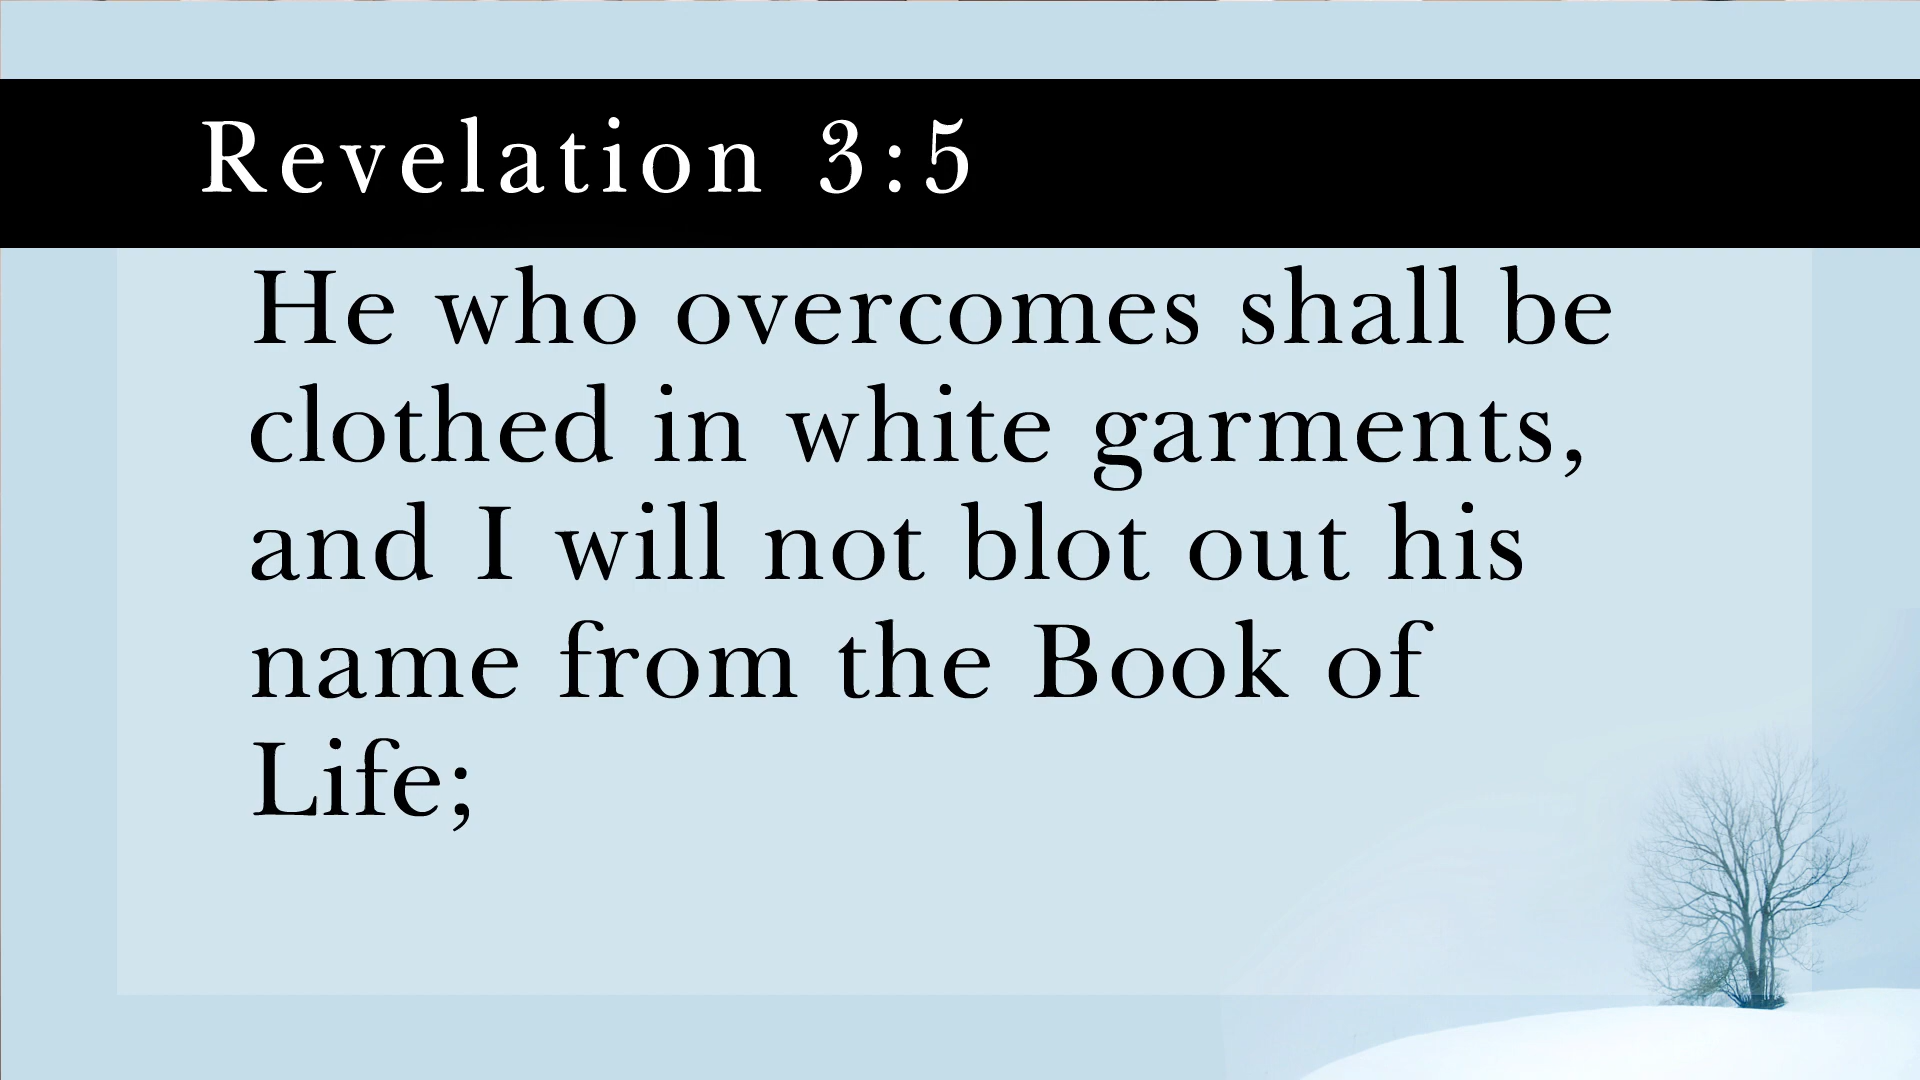 Revelation 3:5
He who overcomes shall be
clothed in white garments,
and I will not blot out his
name from the Book of
Life;